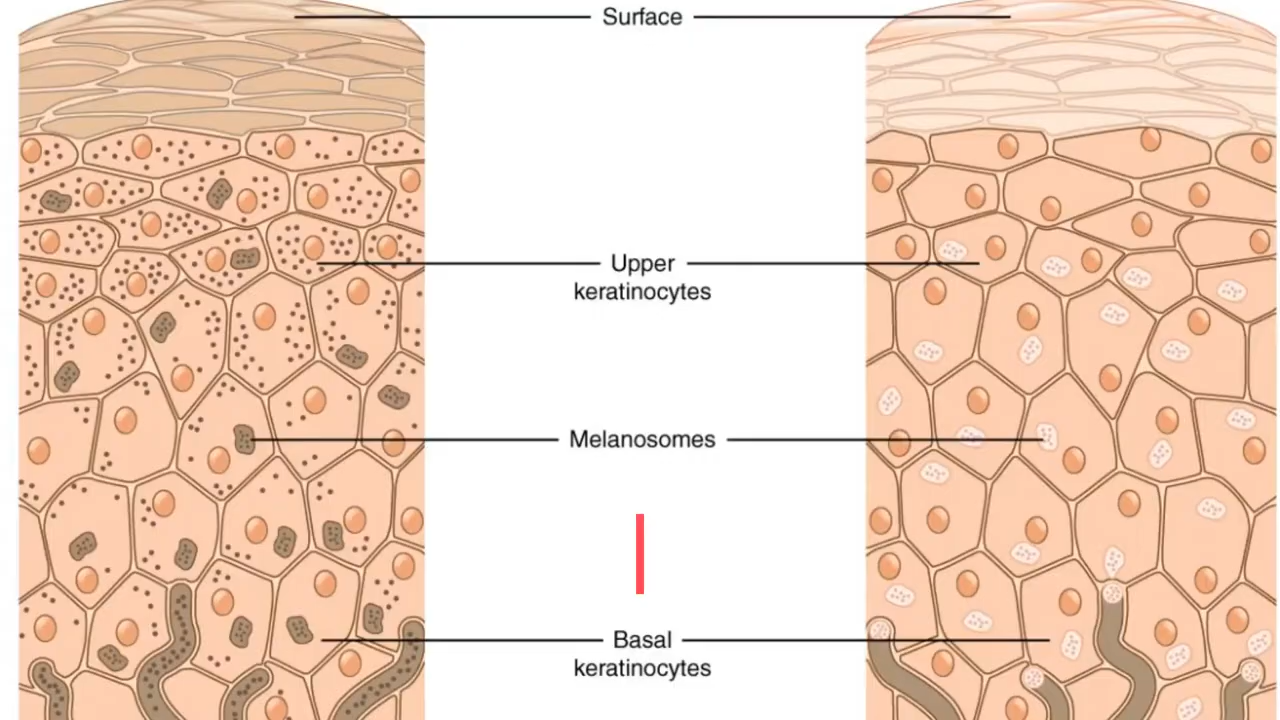 Surface
Upper
keratinocytes
Melanosomes
Basal
keratinocytes